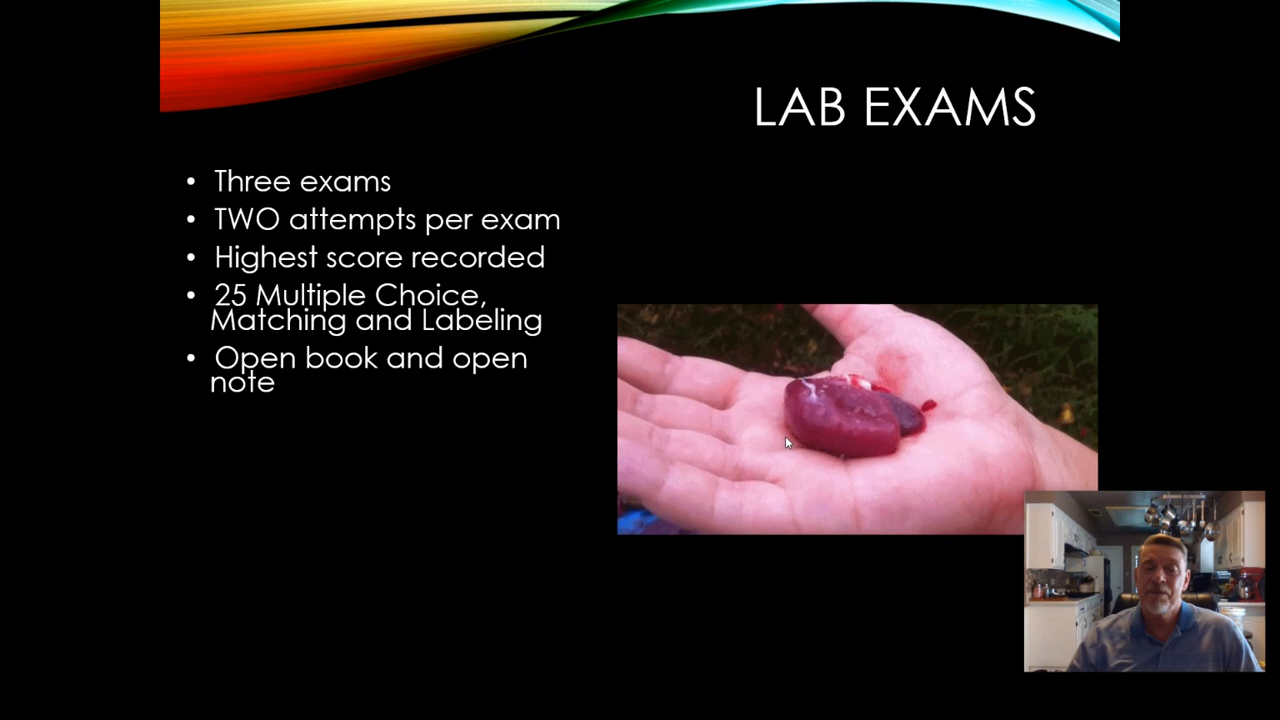 LAB EXAMS
• Three exams
• TWO attempts per exam
• Highest score recorded
• 25 Multiple Choice,
Matching and Labeling
• Open book and open
note